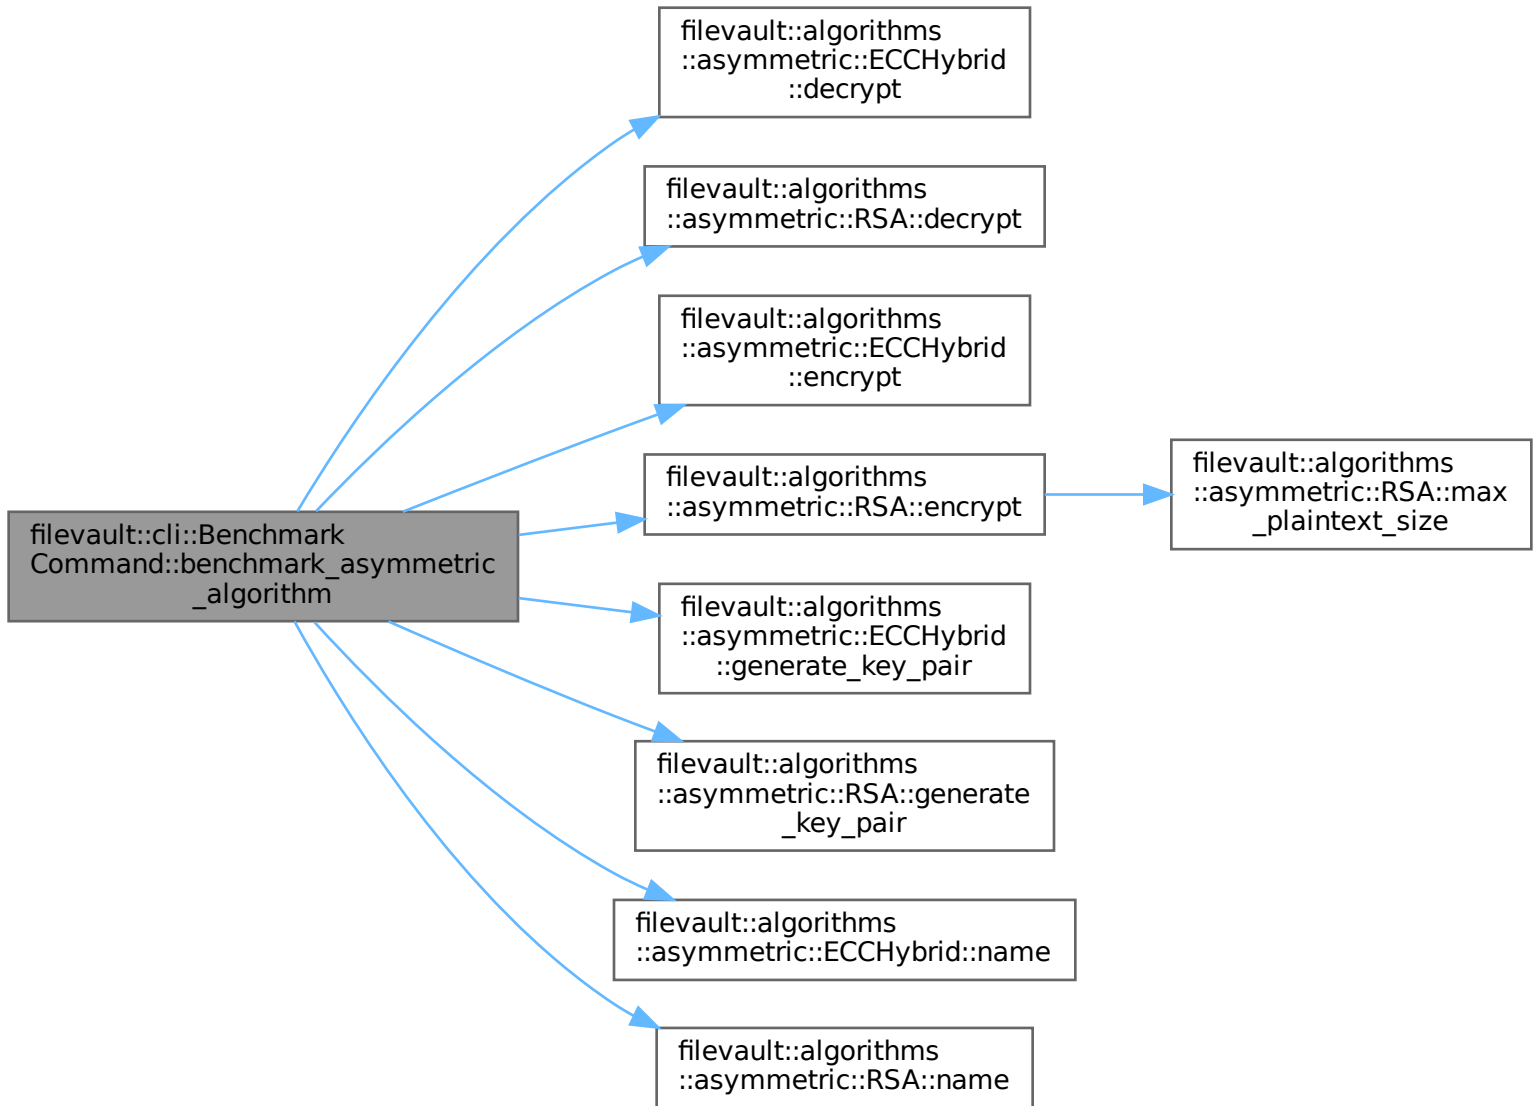 filevault::algorithms
::asymmetric::ECCHybrid
::decrypt
filevault::algorithms
::asymmetric::RSA::decrypt
filevault::algorithms
::asymmetric::ECCHybrid
::encrypt
filevault::algorithms
::asymmetric::RSA::encrypt
filevault::algorithms
::asymmetric::RSA::max
_plaintext_size
filevault::cli::Benchmark
Command::benchmark_asymmetric
_algorithm
filevault::algorithms
::asymmetric::ECCHybrid
::generate_key_pair
filevault::algorithms
::asymmetric::RSA::generate
_key_pair
filevault::algorithms
::asymmetric::ECCHybrid::name
filevault::algorithms
::asymmetric::RSA::name